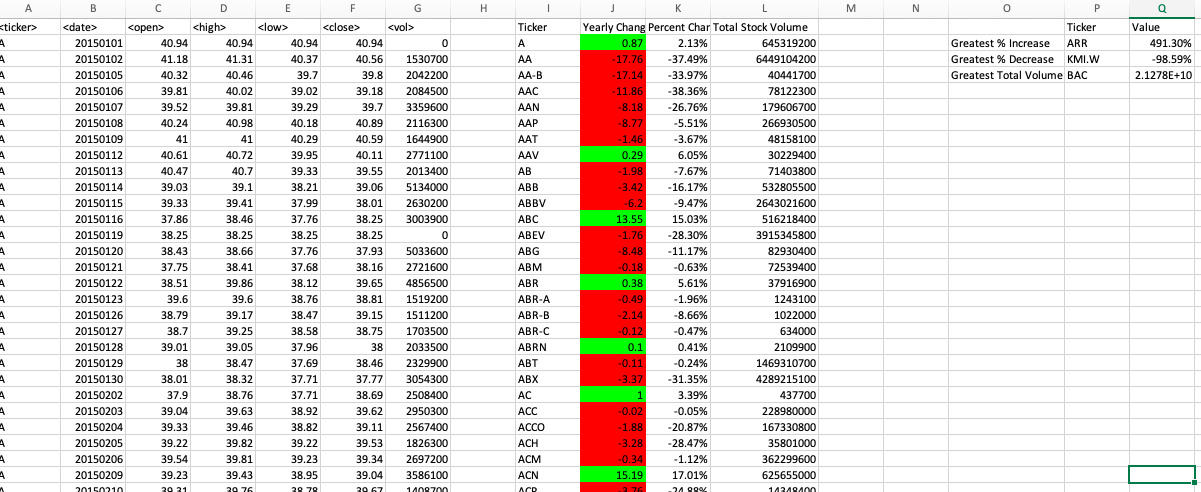 A B C D E F G H I J K L M N O P Q
<ticker> <date> <open> <high> <low> <close> <vol> Ticker Yearly Chang Percent Char Total Stock Volume Ticker Value
A 20150101 40.94 40.94 40.94 40.94 0 A 0.87 2.13% 645319200 Greatest % Increase ARR 491.30%
A 20150102 41.18 41.31 40.37 40.56 1530700 AA -17.76 -37.49% 6449104200 Greatest % Decrease KMI.W -98.59%
A 20150105 40.32 40.46 39.7 39.8 2042200 AA-B -17.14 -33.97% 40441700 Greatest Total Volume BAC 2.1278E+10
A 20150106 39.81 40.02 39.02 39.18 2084500 AAC -11.86 -38.36% 78122300
A 20150107 39.52 39.81 39.29 39.7 3359600 AAN -8.18 -26.76% 179606700
A 20150108 40.24 40.98 40.18 40.89 2116300 AAP -8.77 -5.51% 266930500
A 20150109 41 41 40.29 40.59 1644900 AAT -1.46 -3.67% 48158100
A 20150112 40.61 40.72 39.95 40.11 2771100 AAV 0.29 6.05% 30229400
A 20150113 40.47 40.7 39.33 39.55 2013400 AB -1.98 -7.67% 71403800
A 20150114 39.03 39.1 38.21 39.06 5134000 ABB -3.42 -16.17% 532805500
A 20150115 39.33 39.41 37.99 38.01 2630200 ABBV -6.2 -9.47% 2643021600
A 20150116 37.86 38.46 37.76 38.25 3003900 ABC 13.55 15.03% 516218400
A 20150119 38.25 38.25 38.25 38.25 0 ABEV -1.76 -28.30% 3915345800
A 20150120 38.43 38.66 37.76 37.93 5033600 ABG -8.48 -11.17% 82930400
A 20150121 37.75 38.41 37.68 38.16 2721600 ABM -0.18 -0.63% 72539400
A 20150122 38.51 39.86 38.12 39.65 4856500 ABR 0.38 5.61% 37916900
A 20150123 39.6 39.6 38.76 38.81 1519200 ABR-A -0.49 -1.96% 1243100
A 20150126 38.79 39.17 38.47 39.15 1511200 ABR-B -2.14 -8.66% 1022000
A 20150127 38.7 39.25 38.58 38.75 1703500 ABR-C -0.12 -0.47% 634000
A 20150128 39.01 39.05 37.96 38 2033500 ABRN 0.1 0.41% 2109900
A 20150129 38 38.47 37.69 38.46 2329900 ABT -0.11 -0.24% 1469310700
A 20150130 38.01 38.32 37.71 37.77 3054300 ABX -3.37 -31.35% 4289215100
A 20150202 37.9 38.76 37.71 38.69 2508400 AC 1 3.39% 437700
A 20150203 39.04 39.63 38.92 39.62 2950300 ACC -0.02 -0.05% 228980000
A 20150204 39.33 39.46 38.82 39.11 2567400 ACCO -1.88 -20.87% 167330800
A 20150205 39.22 39.82 39.22 39.53 1826300 ACH -3.28 -28.47% 35801000
A 20150206 39.54 39.81 39.23 39.34 2697200 ACM -0.34 -1.12% 362299600
A 20150209 39.23 39.43 38.95 39.04 3586100 ACN 15.19 17.01% 625655000
A 20150210 39.31 39.76 38.78 39.67 1408700 ACP -3.76 -24.88% 14348400